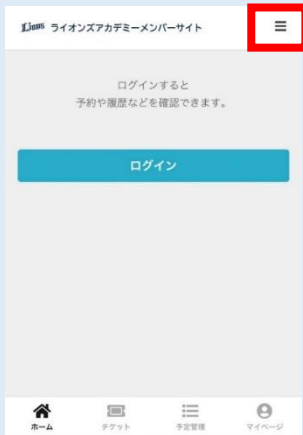 Lions ライオンズアカデミーメンバーサイト
ログインすると
予約や履歴などを確認できます。
ログイン
ホーム
チケット
予定管理
マイページ